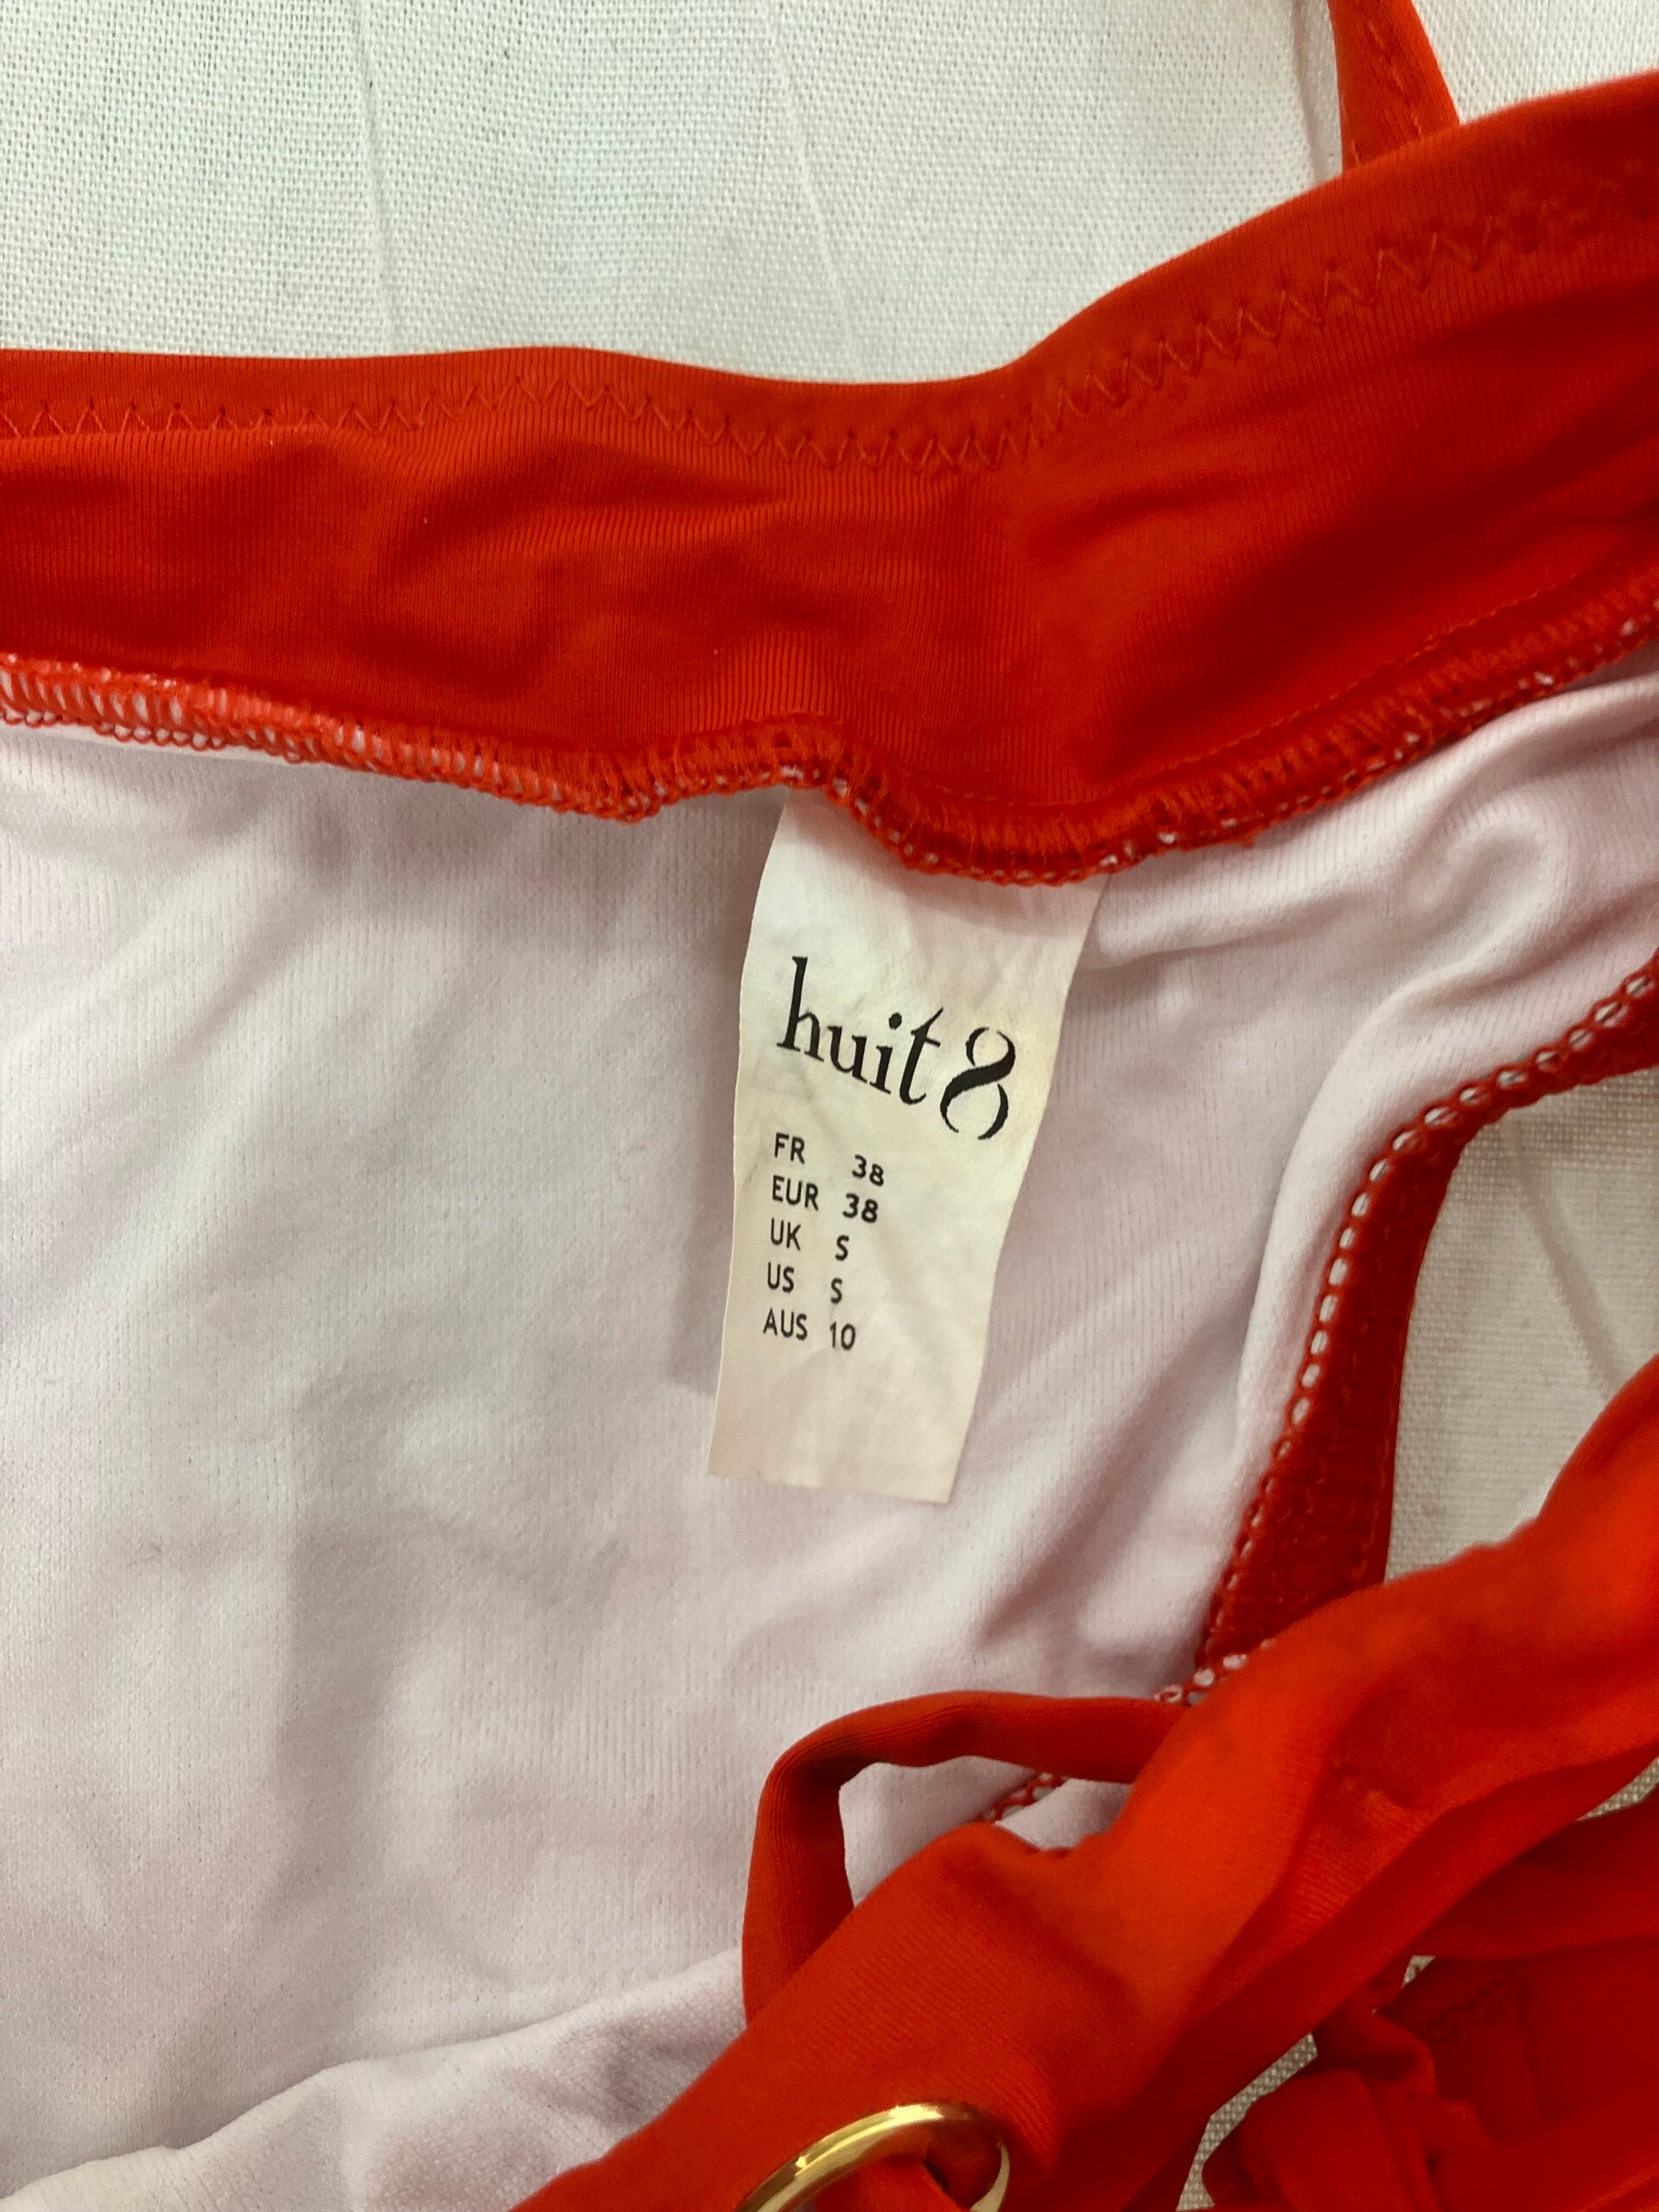 huit 8
FR 38
EUR 38
UK S
US S
AUS 10